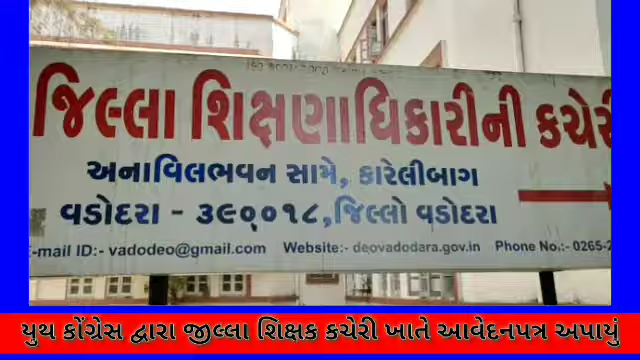 જિલ્લા શિક્ષણાધિકારીની કચેરી
અનાવિલભવન સામે, કારેલીબાગ
વડોદરા - ૩૯૦૦૧૮,જિલ્લો વડોદરા
E-mail ID:- vadodeo@gmail.com Website:- deovadodara.gov.in Phone No.:- 0265-2
યુથ કોંગ્રેસ દ્વારા જીલ્લા શિક્ષક કચેરી ખાતે આવેદનપત્ર અપાયું